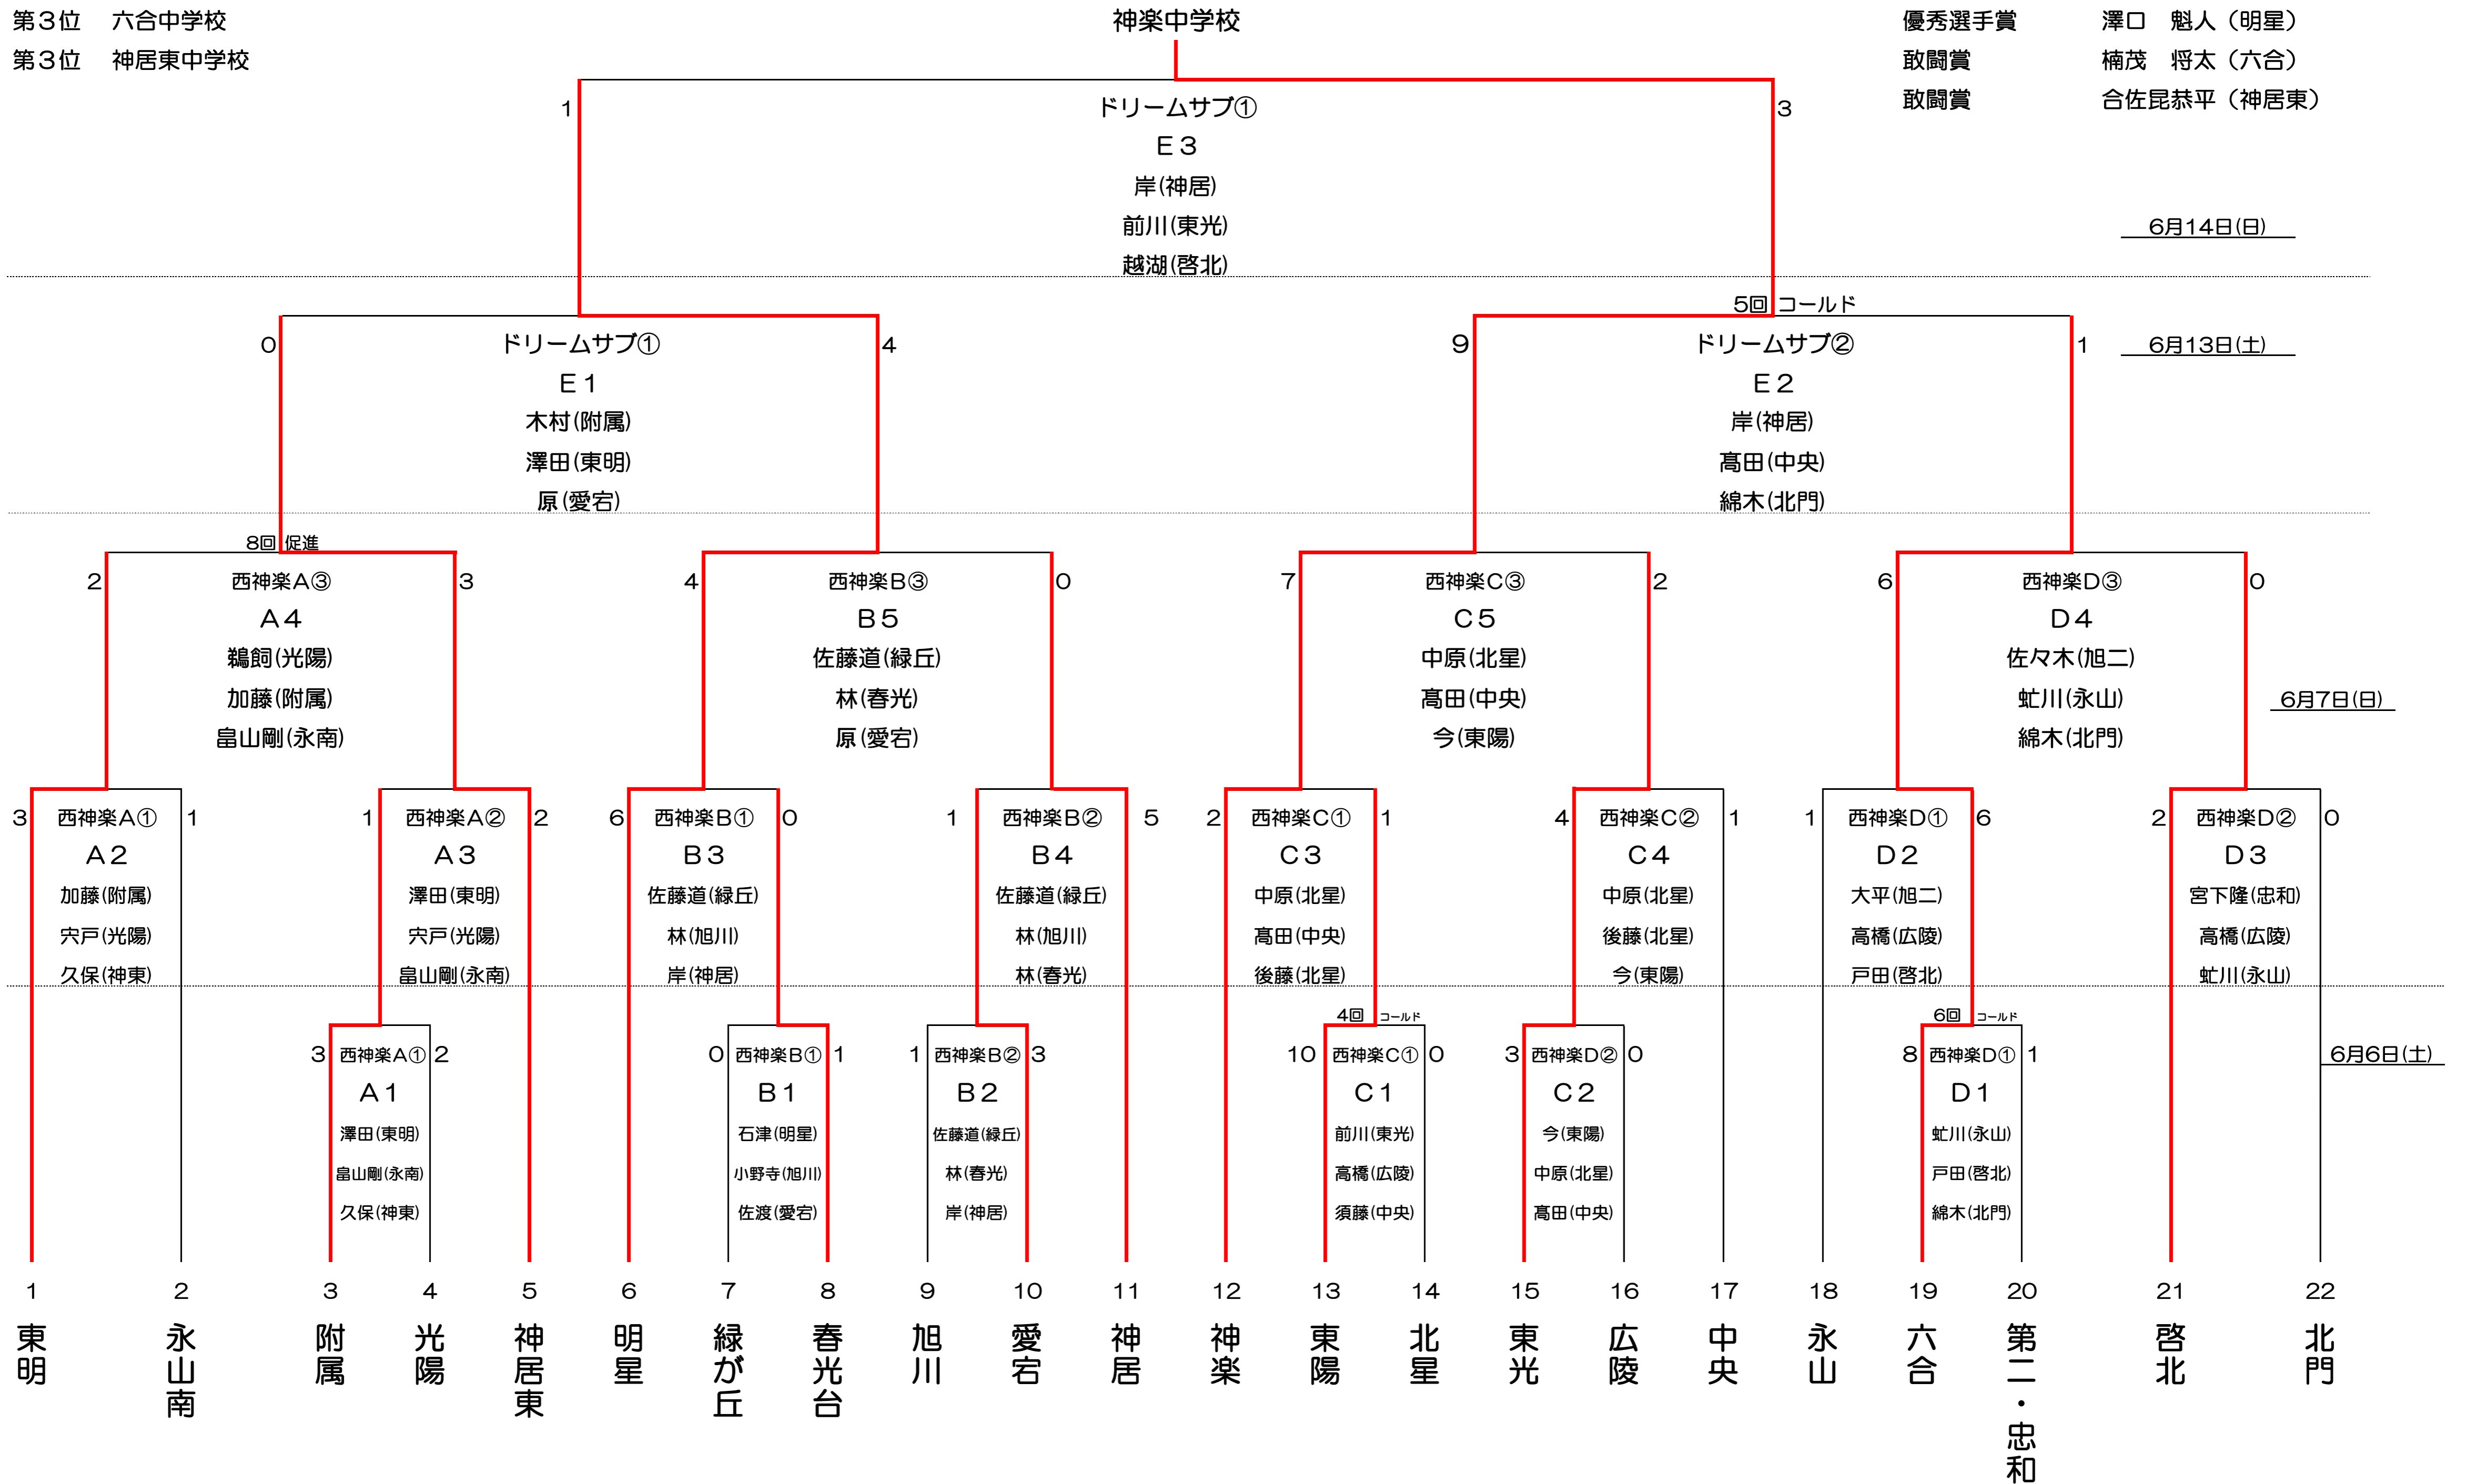 第３位　六合中学校
第３位　神居東中学校
神楽中学校
優秀選手賞　澤口　魁人（明星）
敢闘賞　楠茂　将太（六合）
敢闘賞　合佐昆恭平（神居東）
1 ドリームサブ① 3
Ｅ３
岸(神居)
前川(東光)
越湖(啓北)
6月14日(日)
5回 コールド
0 ドリームサブ① 4 9 ドリームサブ② 1 6月13日(土)
Ｅ１ Ｅ２
木村(附属) 岸(神居)
澤田(東明) 髙田(中央)
原(愛宕) 綿木(北門)
8回 促進
2 西神楽Ａ③ 3 4 西神楽Ｂ③ 0 7 西神楽Ｃ③ 2 6 西神楽Ｄ③ 0
Ａ４ Ｂ５ Ｃ５ Ｄ４
鵜飼(光陽) 佐藤道(緑丘) 中原(北星) 佐々木(旭二)
加藤(附属) 林(春光) 髙田(中央) 虻川(永山)
畠山剛(永南) 原(愛宕) 今(東陽) 綿木(北門)
6月7日(日)
3 西神楽Ａ① 1 1 西神楽Ａ② 2 6 西神楽Ｂ① 0 1 西神楽Ｂ② 5 2 西神楽Ｃ① 1 4 西神楽Ｃ② 1 1 西神楽Ｄ① 6 2 西神楽Ｄ② 0
Ａ２ Ａ３ Ｂ３ Ｂ４ Ｃ３ Ｃ４ Ｄ２ Ｄ３
加藤(附属) 澤田(東明) 佐藤道(緑丘) 佐藤道(緑丘) 中原(北星) 中原(北星) 大平(旭二) 宮下隆(忠和)
宍戸(光陽) 宍戸(光陽) 林(旭川) 林(旭川) 髙田(中央) 後藤(北星) 高橋(広陵) 高橋(広陵)
久保(神東) 畠山剛(永南) 岸(神居) 林(春光) 後藤(北星) 今(東陽) 戸田(啓北) 虻川(永山)
4回 コールド 6回 コールド
3 西神楽Ａ① 2 0 西神楽Ｂ① 1 1 西神楽Ｂ② 3 10 西神楽Ｃ① 0 3 西神楽Ｄ② 0 8 西神楽Ｄ① 1 6月6日(土)
Ａ１ Ｂ１ Ｂ２ Ｃ１ Ｃ２ Ｄ１
澤田(東明) 石津(明星) 佐藤道(緑丘) 前川(東光) 今(東陽) 虻川(永山)
畠山剛(永南) 小野寺(旭川) 林(春光) 高橋(広陵) 中原(北星) 戸田(啓北)
久保(神東) 佐渡(愛宕) 岸(神居) 須藤(中央) 髙田(中央) 綿木(北門)
1 2 3 4 5 6 7 8 9 10 11 12 13 14 15 16 17 18 19 20 21 22
東明 永山南 附属 光陽 神居東 明星 緑が丘 春光台 旭川 愛宕 神居 神楽 東陽 北星 東光 広陵 中央 永山 六合 第二・忠和 啓北 北門